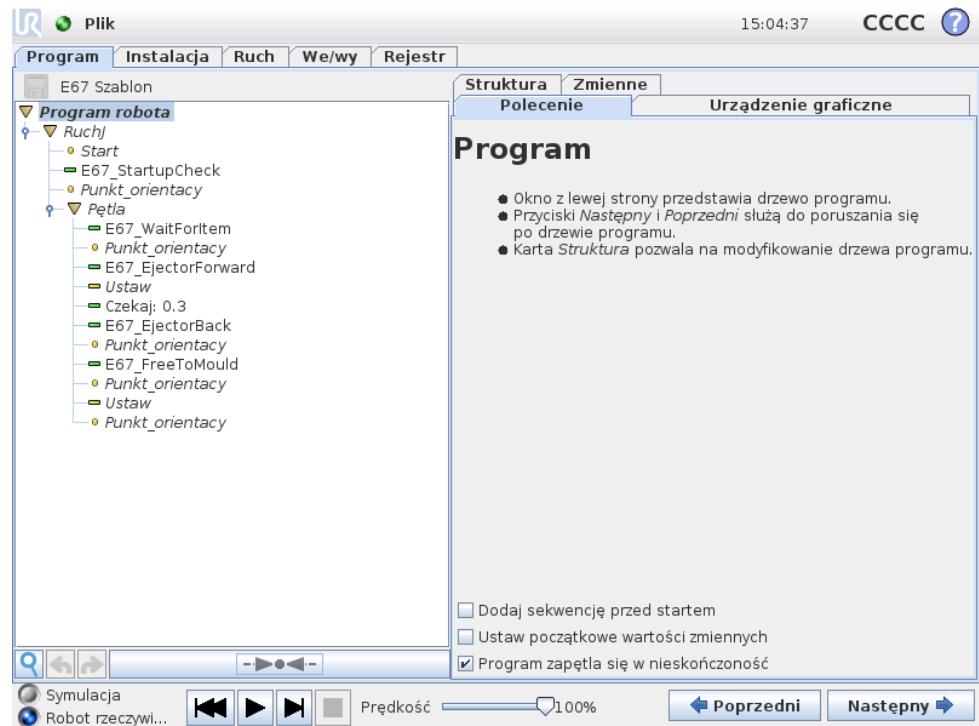 UR Plik 15:04:37 CCCC ?
Program Instalacja Ruch We/wy Rejestr
E67 Szablon
Program robota
RuchJ
Start
E67_StartupCheck
Punkt_orientacy
Pętla
E67_WaitForItem
Punkt_orientacy
E67_EjectorForward
Ustaw
Czekaj: 0.3
E67_EjectorBack
Punkt_orientacy
E67_FreeToMould
Punkt_orientacy
Ustaw
Punkt_orientacy
Struktura Zmienne
Polecenie Urządzenie graficzne
Program
Okno z lewej strony przedstawia drzewo programu.
Przyciski Następny i Poprzedni służą do poruszania się
po drzewie programu.
Karta Struktura pozwala na modyfikowanie drzewa programu.
Dodaj sekwencję przed startem
Ustaw początkowe wartości zmiennych
Program zapętla się w nieskończoność
Symulacja
Robot rzeczywi...
Prędkość 100%
Poprzedni Następny